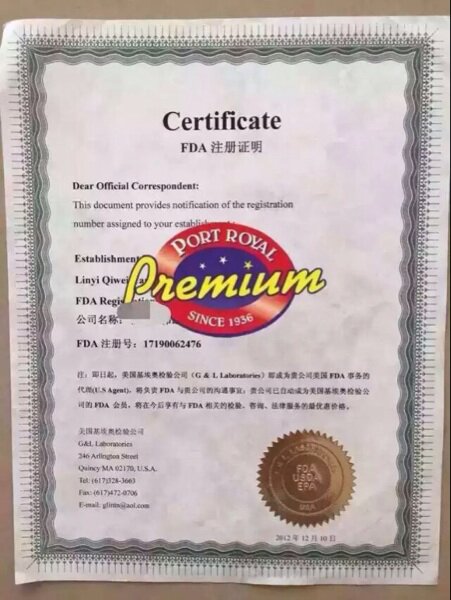 Certificate
FDA 注册证明
Dear Official Correspondent:
This document provides notification of the registration
number assigned to your
Establishment
PORT ROYAL
Premium
SINCE 1936
Linyi
FDA
公司名称:
FDA 注册号: 17190062476
注: 即日起, 美国基埃奥检验公司 (G & L Laboratories) 即成为贵公司美国 FDA 事务的
代理(U.S Agent), 将负责 FDA 与贵公司的沟通事宜; 贵公司已自动成为美国基埃奥公
司的 FDA 会员, 将在今后享有与 FDA 相关的检验、咨询、法律服务的最优惠价格。
美国基埃奥检验公司
G&L Laboratories
246 Arlington Street
Quincy MA 02170, U.S.A.
Tel: (617)328-3663
Fax: (617)472-0706
E-mail: glints@aol.com
G & L LABORATORIES
FDA
USDA
EPA
USA
2012 年 12 月 10 日